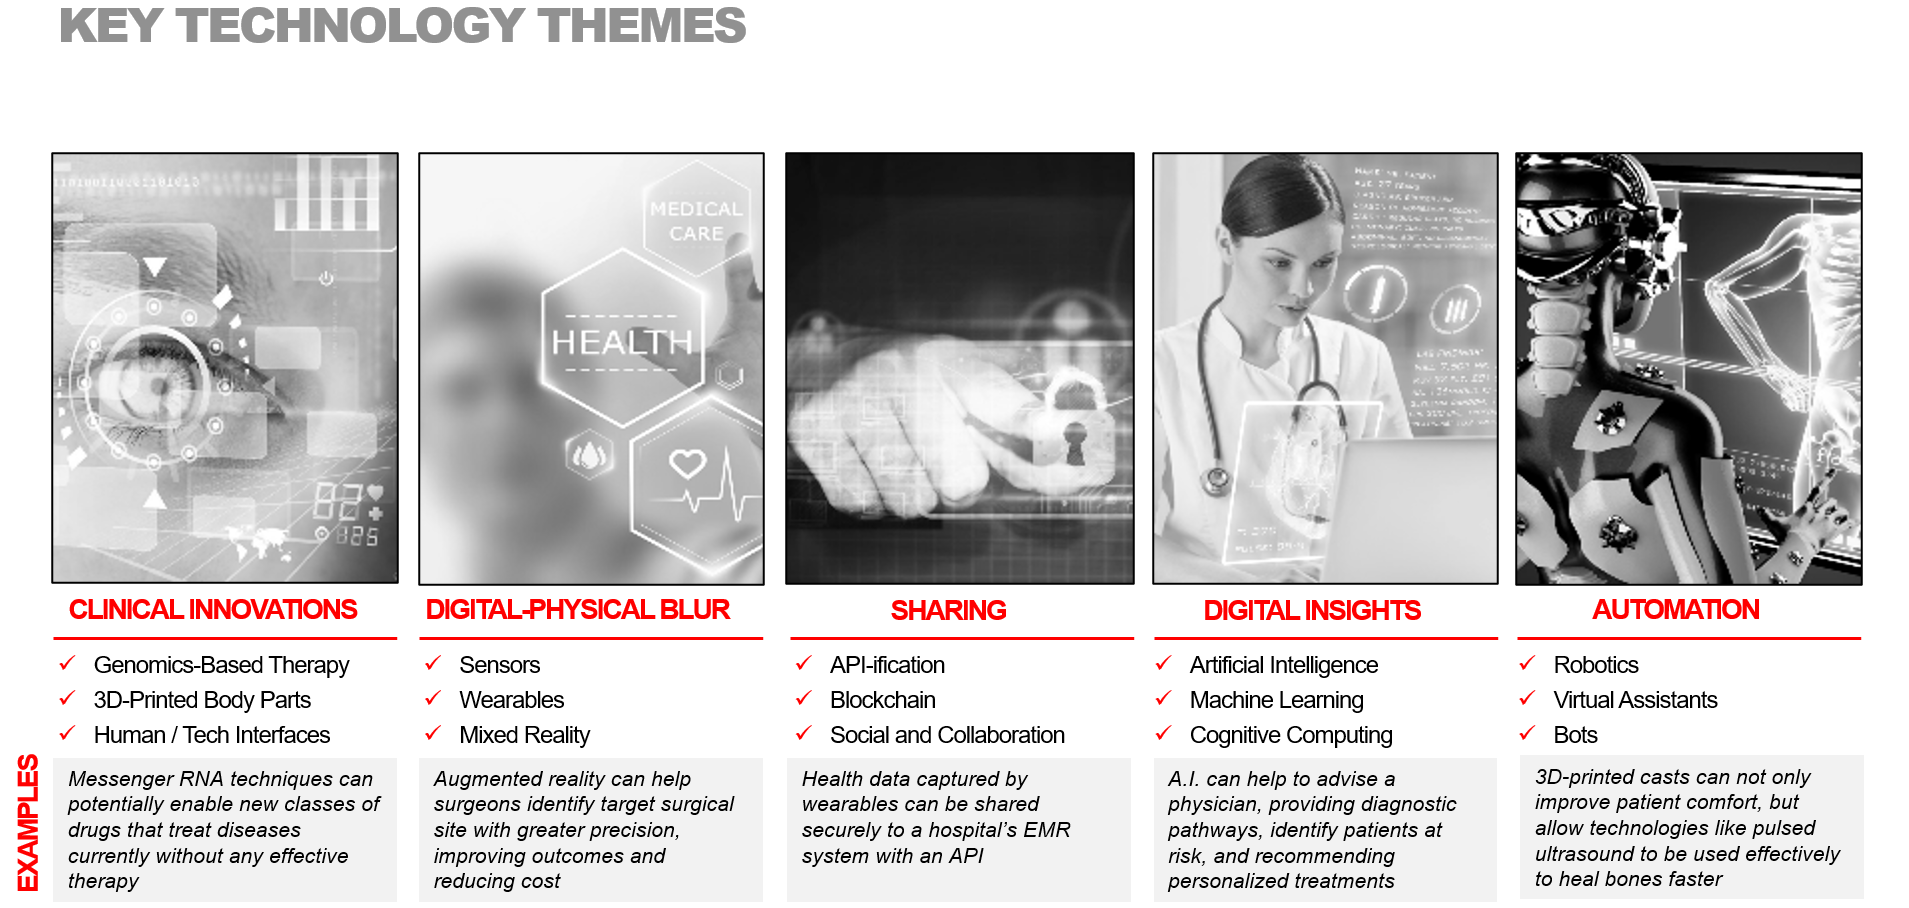 KEY TECHNOLOGY THEMES
MEDICAL
CARE
HEALTH
CLINICAL INNOVATIONS
Genomics-Based Therapy
3D-Printed Body Parts
Human / Tech Interfaces
DIGITAL-PHYSICAL BLUR
Sensors
Wearables
Mixed Reality
SHARING
API-ification
Blockchain
Social and Collaboration
DIGITAL INSIGHTS
Artificial Intelligence
Machine Learning
Cognitive Computing
AUTOMATION
Robotics
Virtual Assistants
Bots
EXAMPLES
Messenger RNA techniques can
potentially enable new classes of
drugs that treat diseases
currently without any effective
therapy
Augmented reality can help
surgeons identify target surgical
site with greater precision,
improving outcomes and
reducing cost
Health data captured by
wearables can be shared
securely to a hospital's EMR
system with an API
A.I. can help to advise a
physician, providing diagnostic
pathways, identify patients at
risk, and recommending
personalized treatments
3D-printed casts can not only
improve patient comfort, but
allow technologies like pulsed
ultrasound to be used effectively
to heal bones faster